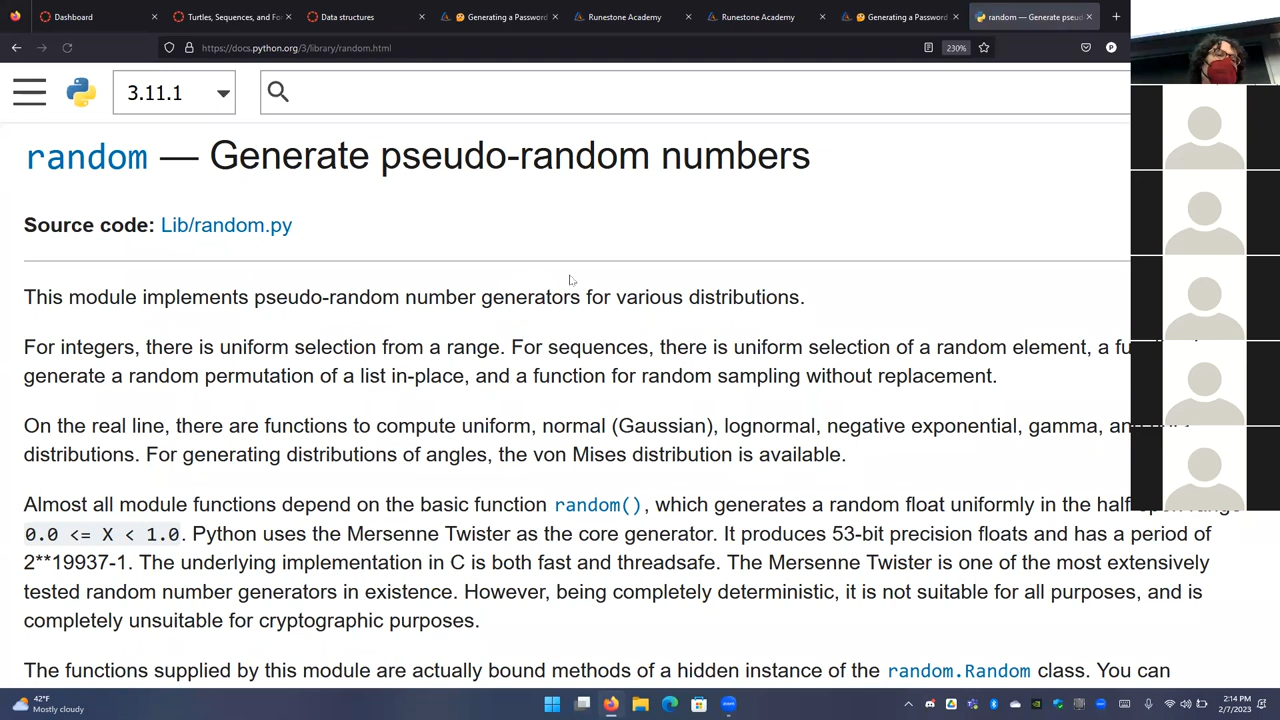 Dashboard
Turtles, Sequences, and Fo
Data structures
Generating a Password
Runestone Academy
Runestone Academy
Generating a Password
random — Generate pseud
https://docs.python.org/3/library/random.html
230%
3.11.1
random — Generate pseudo-random numbers
Source code: Lib/random.py
This module implements pseudo-random number generators for various distributions.
For integers, there is uniform selection from a range. For sequences, there is uniform selection of a random element, a
generate a random permutation of a list in-place, and a function for random sampling without replacement.
On the real line, there are functions to compute uniform, normal (Gaussian), lognormal, negative exponential, gamma, and
distributions. For generating distributions of angles, the von Mises distribution is available.
Almost all module functions depend on the basic function random(), which generates a random float uniformly in the half-open range
0.0 <= X < 1.0. Python uses the Mersenne Twister as the core generator. It produces 53-bit precision floats and has a period of
2**19937-1. The underlying implementation in C is both fast and threadsafe. The Mersenne Twister is one of the most extensively
tested random number generators in existence. However, being completely deterministic, it is not suitable for all purposes, and is
completely unsuitable for cryptographic purposes.
The functions supplied by this module are actually bound methods of a hidden instance of the random.Random class. You can
42°F
Mostly cloudy
2:14 PM
2/7/2023